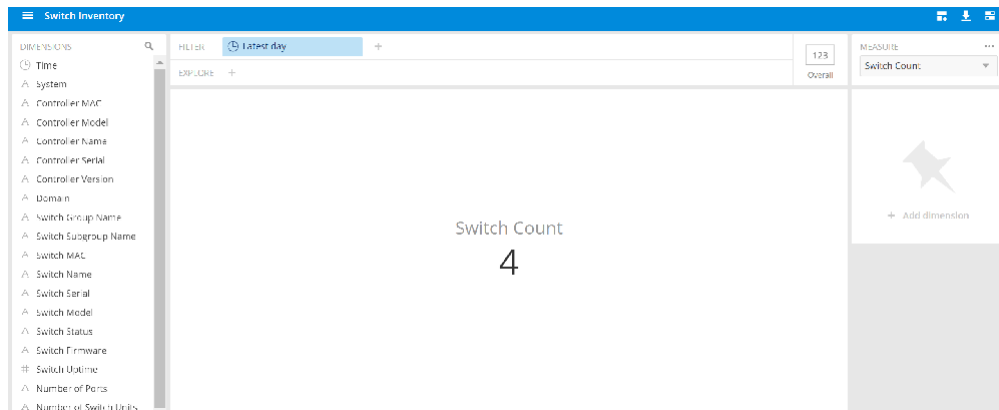 Switch Inventory
DIMENSIONS
Time
A System
A Controller MAC
A Controller Model
A Controller Name
A Controller Serial
A Controller Version
A Domain
A Switch Group Name
A Switch Subgroup Name
A Switch MAC
A Switch Name
A Switch Serial
A Switch Model
A Switch Status
A Switch Firmware
# Switch Uptime
A Number of Ports
A Number of Switch Units
FILTER Latest day +
EXPLORE +
123
Overall
Switch Count
4
MEASURE ...
Switch Count
+ Add dimension